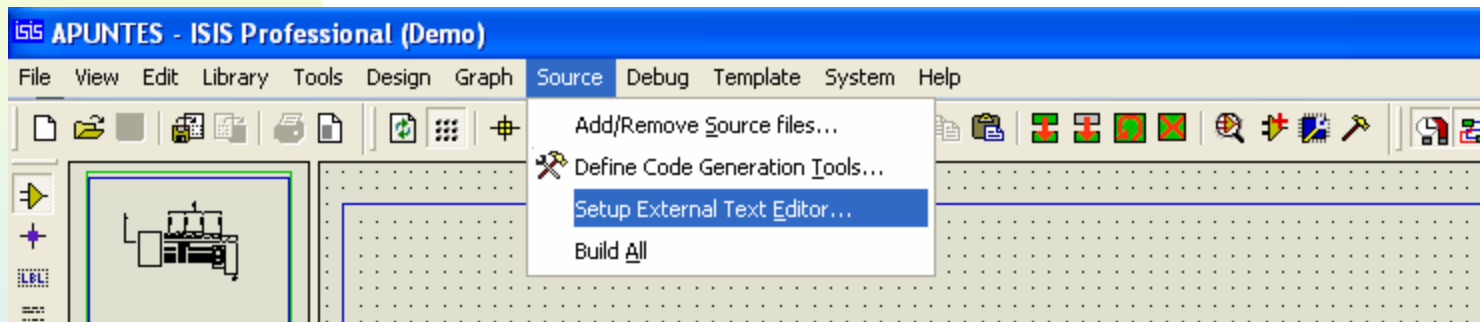 isis APUNTES - ISIS Professional (Demo)
File View Edit Library Tools Design Graph Source Debug Template System Help
Add/Remove Source files...
Define Code Generation Tools...
Setup External Text Editor...
Build All
LBL